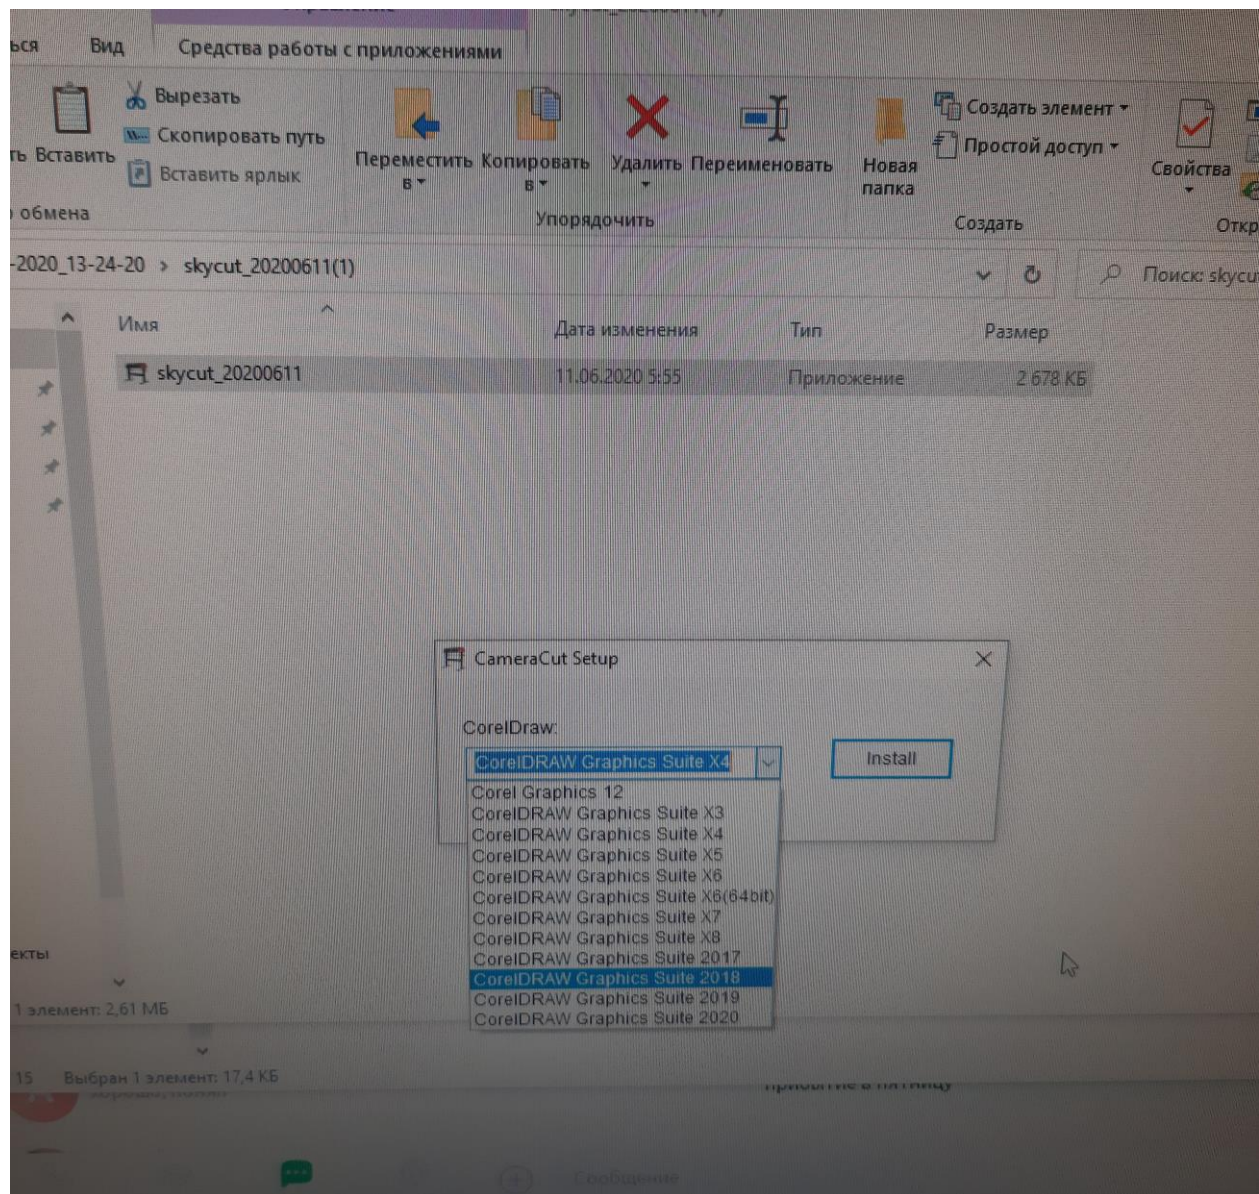 ься Вид Средства работы с приложениями
Вырезать
Скопировать путь
Вставить
Вставить ярлык
Переместить в
Копировать в
Удалить
Переименовать
Новая папка
Создать элемент
Простой доступ
Свойства
обмена
Упорядочить
Создать
Откр
-2020_13-24-20 > skycut_20200611(1)
Поиск: skycu
Имя Дата изменения Тип Размер
skycut_20200611 11.06.2020 5:55 Приложение 2 678 КБ
CameraCut Setup
CorelDraw:
CorelDRAW Graphics Suite X4
Install
Corel Graphics 12
CorelDRAW Graphics Suite X3
CorelDRAW Graphics Suite X4
CorelDRAW Graphics Suite X5
CorelDRAW Graphics Suite X6
CorelDRAW Graphics Suite X6(64bit)
CorelDRAW Graphics Suite X7
CorelDRAW Graphics Suite X8
CorelDRAW Graphics Suite 2017
CorelDRAW Graphics Suite 2018
CorelDRAW Graphics Suite 2019
CorelDRAW Graphics Suite 2020
екты
1 элемент: 2,61 МБ
15 Выбран 1 элемент: 17,4 КБ
прибытие в пятницу
Сообщение